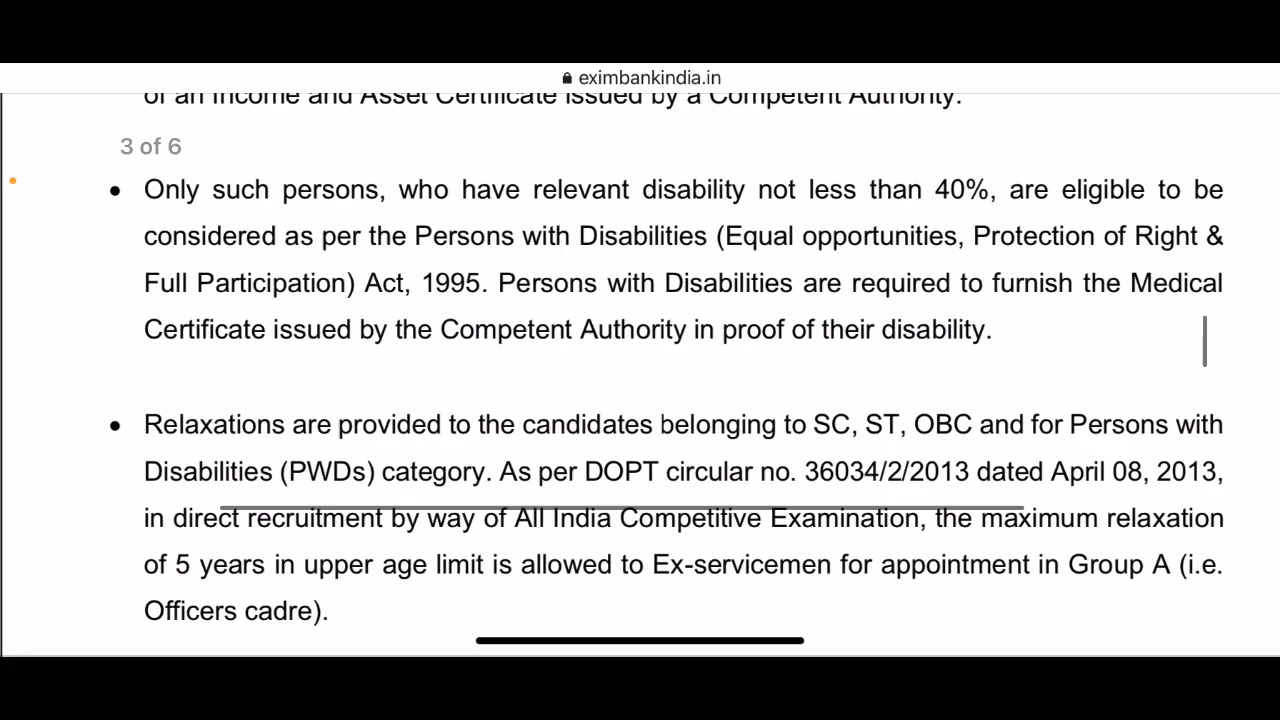 eximbankindia.in
of an Income and Asset Certificate issued by a Competent Authority.
3 of 6
• Only such persons, who have relevant disability not less than 40%, are eligible to be
considered as per the Persons with Disabilities (Equal opportunities, Protection of Right &
Full Participation) Act, 1995. Persons with Disabilities are required to furnish the Medical
Certificate issued by the Competent Authority in proof of their disability.
• Relaxations are provided to the candidates belonging to SC, ST, OBC and for Persons with
Disabilities (PWDs) category. As per DOPT circular no. 36034/2/2013 dated April 08, 2013,
in direct recruitment by way of All India Competitive Examination, the maximum relaxation
of 5 years in upper age limit is allowed to Ex-servicemen for appointment in Group A (i.e.
Officers cadre).